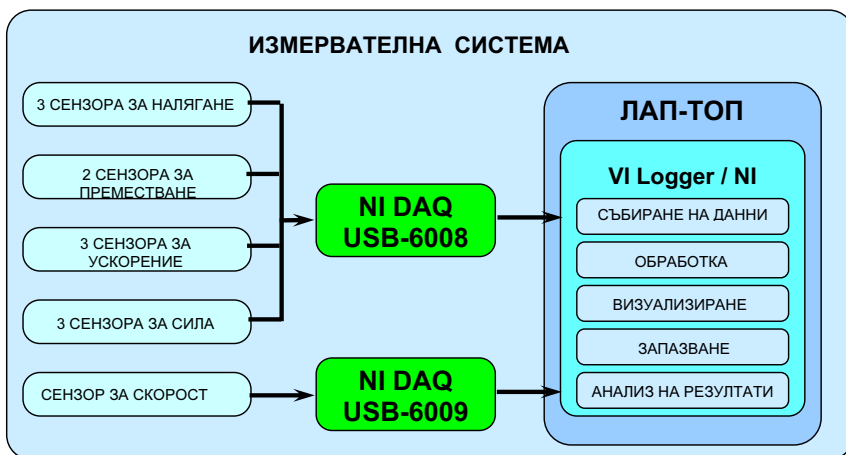 ИЗМЕРВАТЕЛНА СИСТЕМА
3 СЕНЗОРА ЗА НАЛЯГАНЕ
2 СЕНЗОРА ЗА
ПРЕМЕСТВАНЕ
3 СЕНЗОРА ЗА
УСКОРЕНИЕ
3 СЕНЗОРА ЗА СИЛА
СЕНЗОР ЗА СКОРОСТ
NI DAQ
USB-6008
NI DAQ
USB-6009
ЛАП-ТОП
VI Logger / NI
СЪБИРАНЕ НА ДАННИ
ОБРАБОТКА
ВИЗУАЛИЗИРАНЕ
ЗАПАЗВАНЕ
АНАЛИЗ НА РЕЗУЛТАТИ